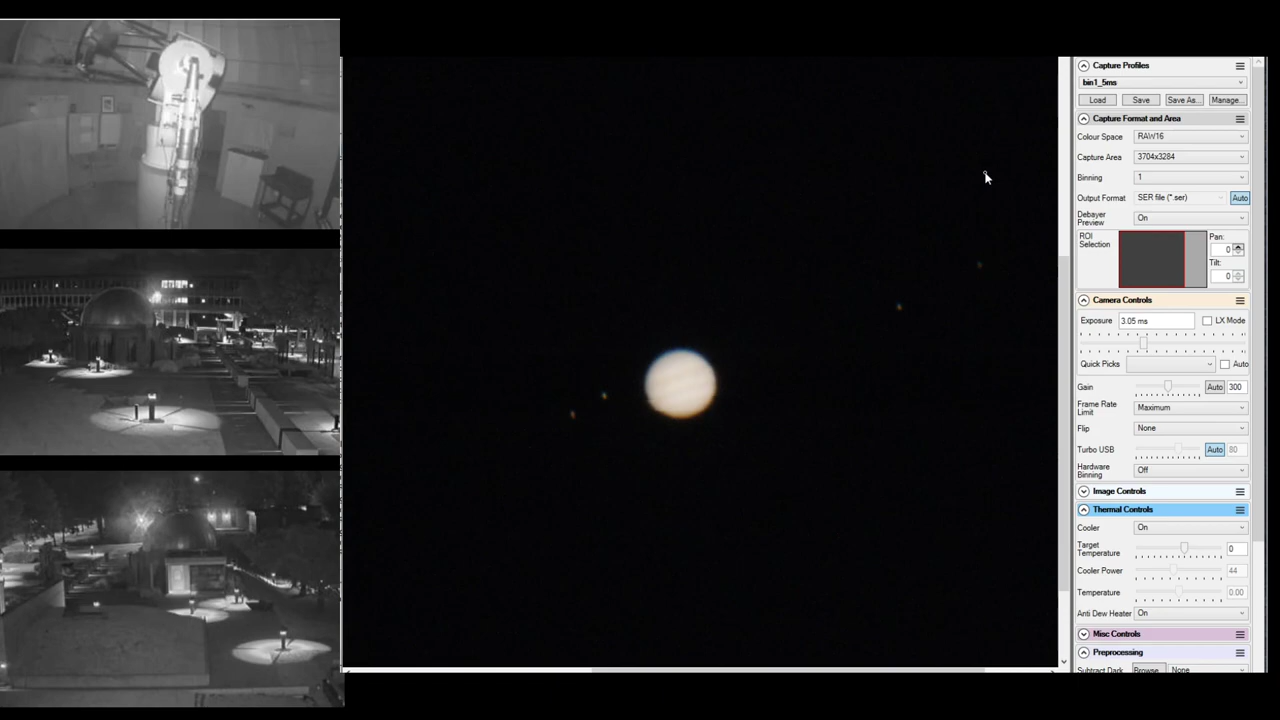 Capture Profiles
bin1_5ms
Load Save Save As... Manage...
Capture Format and Area
Colour Space RAW16
Capture Area 3704x3284
Binning 1
Output Format SER file (*.ser) Auto
Debayer Preview On
ROI Selection Pan: 0
Tilt: 0
Camera Controls
Exposure 3.05 ms LX Mode
Quick Picks Auto
Gain Auto 300
Frame Rate Limit Maximum
Flip None
Turbo USB Auto 80
Hardware Binning Off
Image Controls
Thermal Controls
Cooler On
Target Temperature 0
Cooler Power 44
Temperature 0.00
Anti Dew Heater On
Misc Controls
Preprocessing
Subtract Dark Browse None